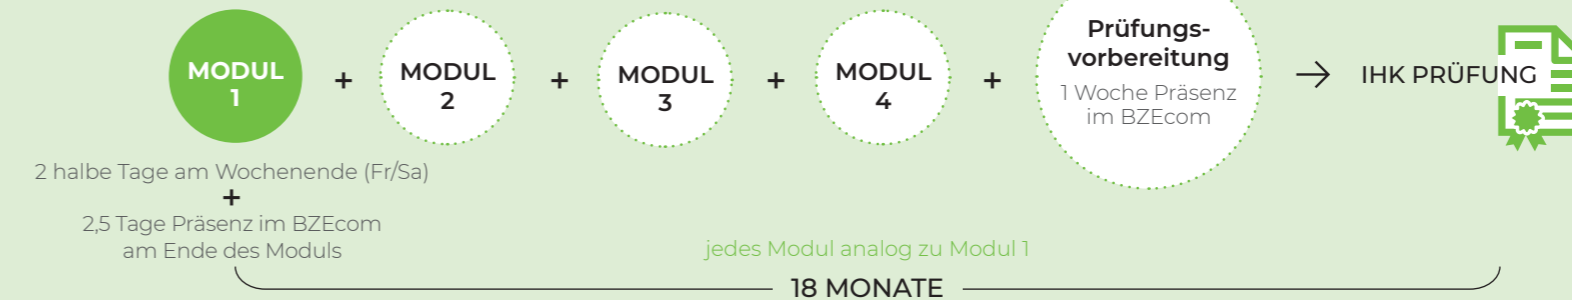 MODUL
1
+
MODUL
2
+
MODUL
3
+
MODUL
4
+
Prüfungs-
vorbereitung
1 Woche Präsenz
im BZEcom
IHK PRÜFUNG
2 halbe Tage am Wochenende (Fr/Sa)
+
2,5 Tage Präsenz im BZEcom
am Ende des Moduls
jedes Modul analog zu Modul 1
18 MONATE